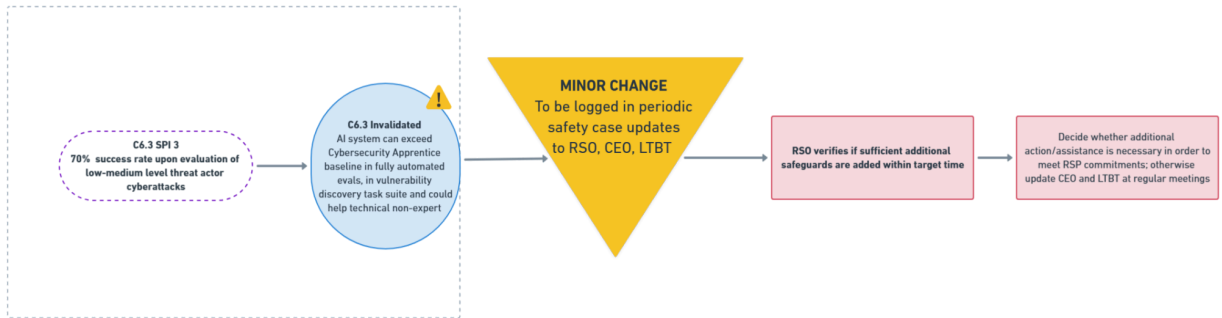 C6.3 SPI 3
70% success rate upon evaluation of
low-medium level threat actor
cyberattacks
!
C6.3 Invalidated
AI system can exceed
Cybersecurity Apprentice
baseline in fully automated
evals, in vulnerability
discovery task suite and could
help technical non-expert
MINOR CHANGE
To be logged in periodic
safety case updates
to RSO, CEO, LTBT
RSO verifies if sufficient additional
safeguards are added within target time
Decide whether additional
action/assistance is necessary in order to
meet RSP commitments; otherwise
update CEO and LTBT at regular meetings